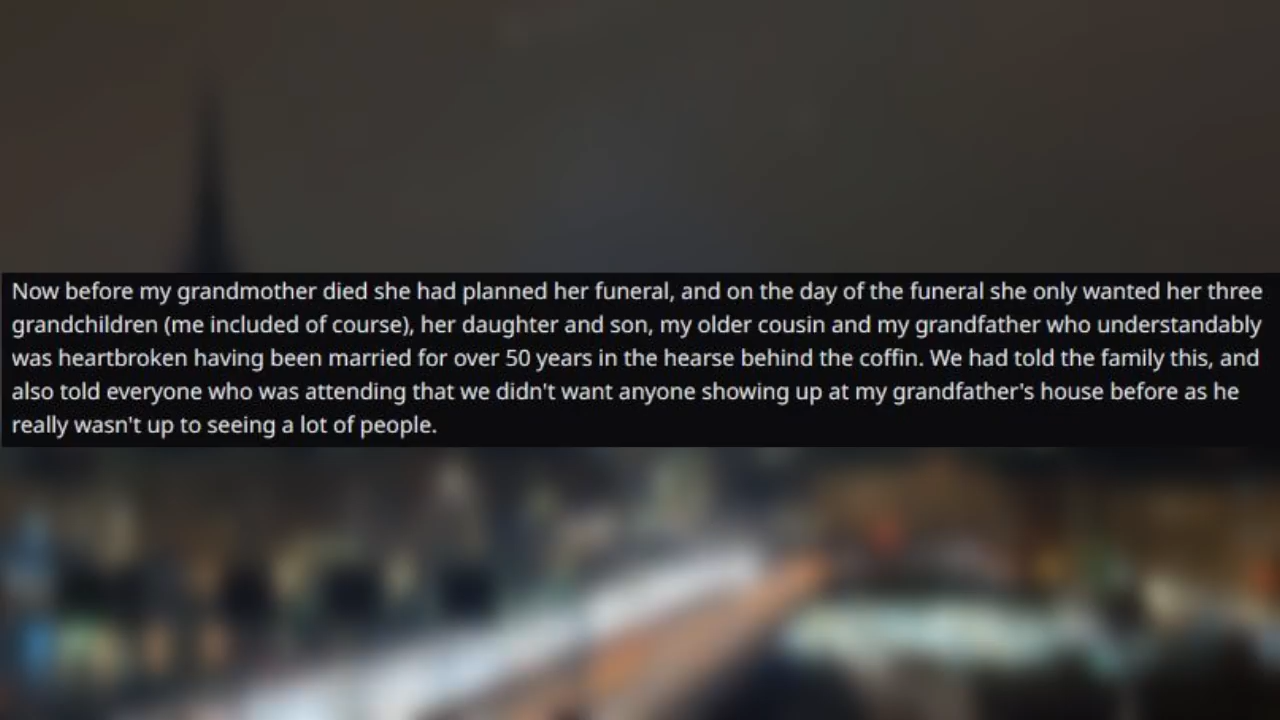 Now before my grandmother died she had planned her funeral, and on the day of the funeral she only wanted her three
grandchildren (me included of course), her daughter and son, my older cousin and my grandfather who understandably
was heartbroken having been married for over 50 years in the hearse behind the coffin. We had told the family this, and
also told everyone who was attending that we didn't want anyone showing up at my grandfather's house before as he
really wasn't up to seeing a lot of people.